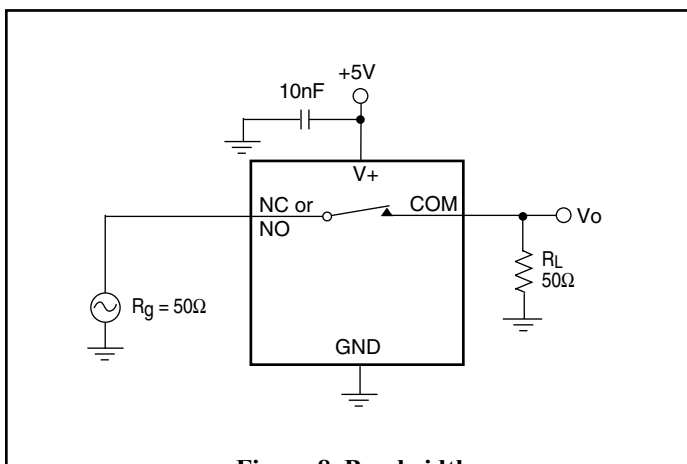 +5V
10nF
V+
NC or
NO
COM
Vo
RL
50Ω
Rg = 50Ω
GND
Figure 8. Bandwidth